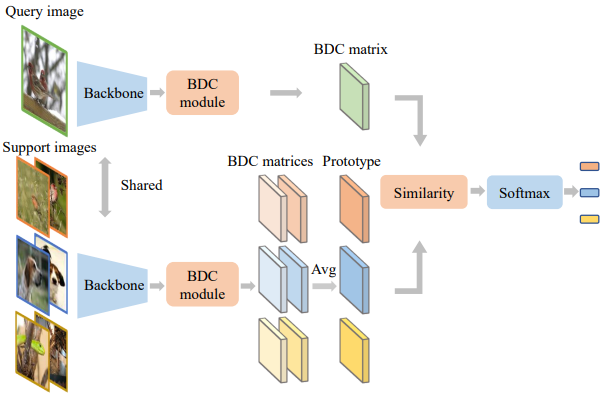 Query image
BDC matrix
Backbone
BDC
module
Support images
Shared
BDC matrices
Prototype
Similarity
Softmax
Backbone
BDC
module
Avg